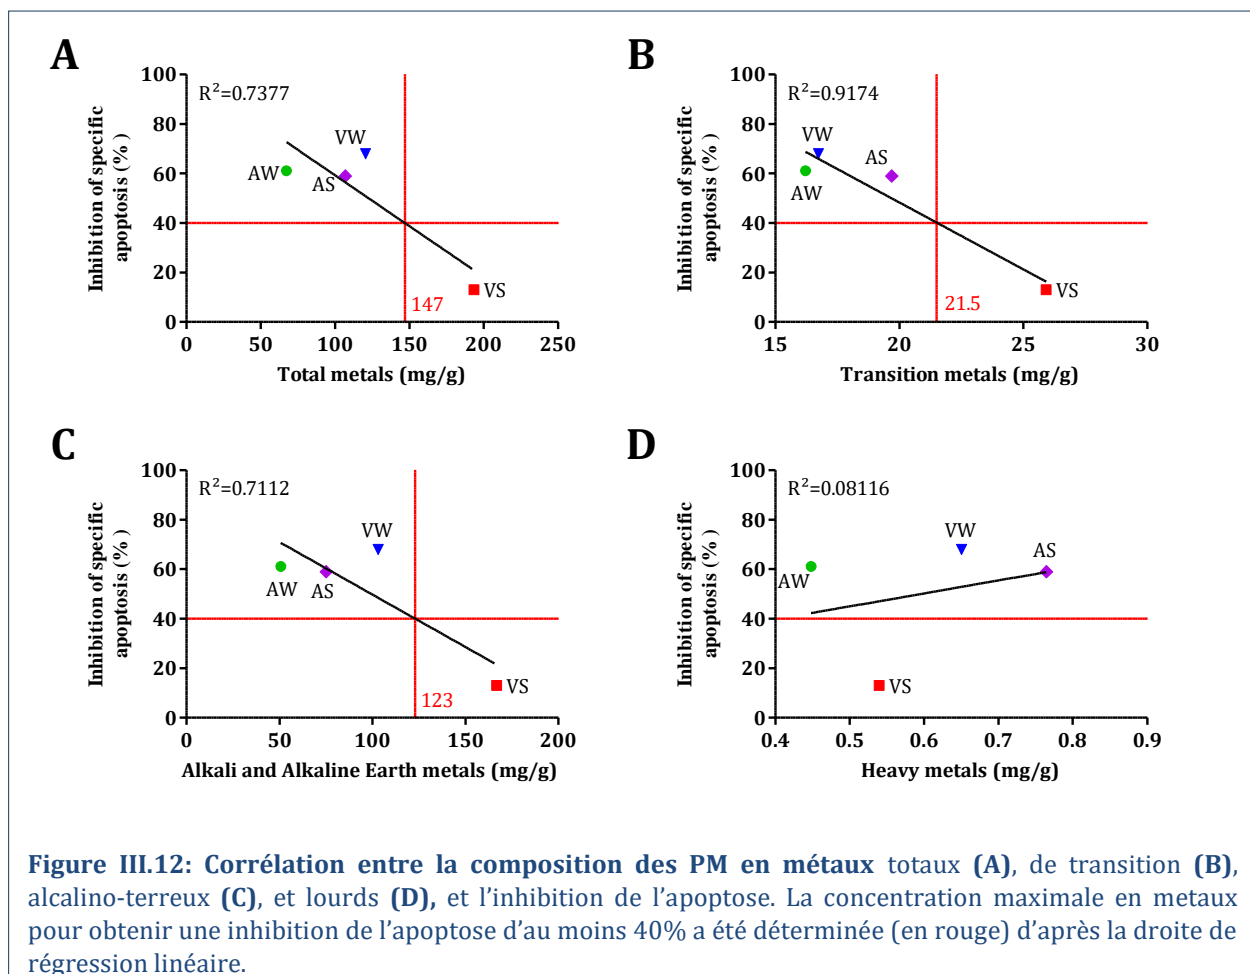 A
Inhibition of specific
apoptosis (% )
100
80
60
40
20
0
R²=0.7377
VW
AW
AS
VS
147
0 50 100 150 200 250
Total metals (mg/g)
B
Inhibition of specific
apoptosis (% )
100
80
60
40
20
0
R²=0.9174
VW
AS
AW
VS
21.5
15 20 25 30
Transition metals (mg/g)
C
Inhibition of specific
apoptosis (% )
100
80
60
40
20
0
R²=0.7112
VW
AW
AS
VS
123
0 50 100 150 200
Alkali and Alkaline Earth metals (mg/g)
D
Inhibition of specific
apoptosis (% )
100
80
60
40
20
0
R²=0.08116
VW
AS
AW
VS
0.4 0.5 0.6 0.7 0.8 0.9
Heavy metals (mg/g)
Figure III.12: Corrélation entre la composition des PM en métaux totaux (A), de transition (B),
alcalino-terreux (C), et lourds (D), et l’inhibition de l’apoptose. La concentration maximale en metaux
pour obtenir une inhibition de l’apoptose d’au moins 40% a été déterminée (en rouge) d’après la droite de
régression linéaire.